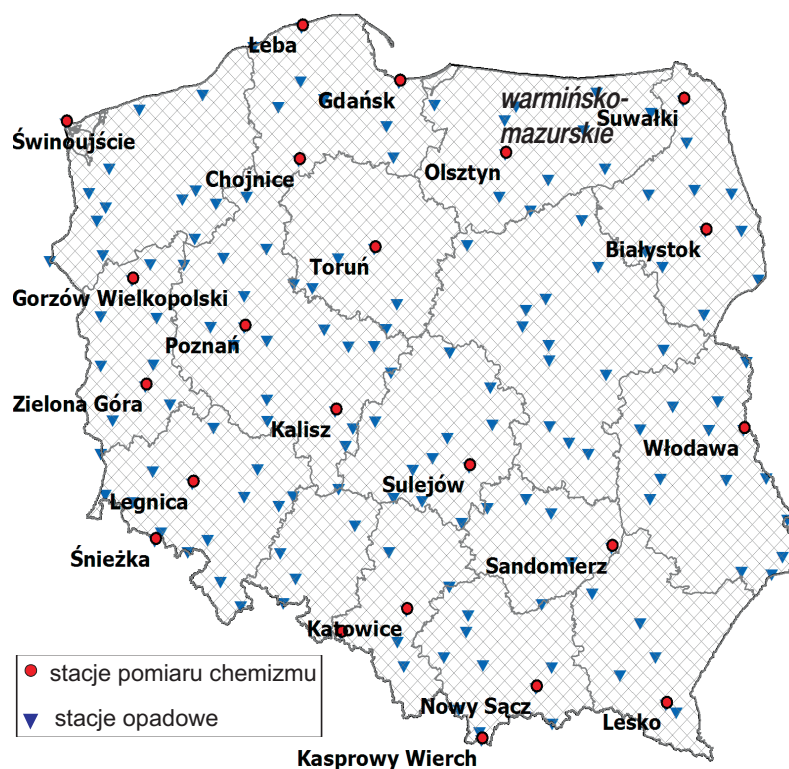 Łeba
Gdańsk
warmińsko-
mazurskie
Suwałki
Świnoujście
Chojnice
Olsztyn
Toruń
Białystok
Gorzów Wielkopolski
Poznań
Zielona Góra
Kalisz
Włodawa
Sulejów
Legnica
Śnieżka
Sandomierz
Katowice
stacje pomiaru chemizmu
stacje opadowe
Nowy Sącz
Lesko
Kasprowy Wierch